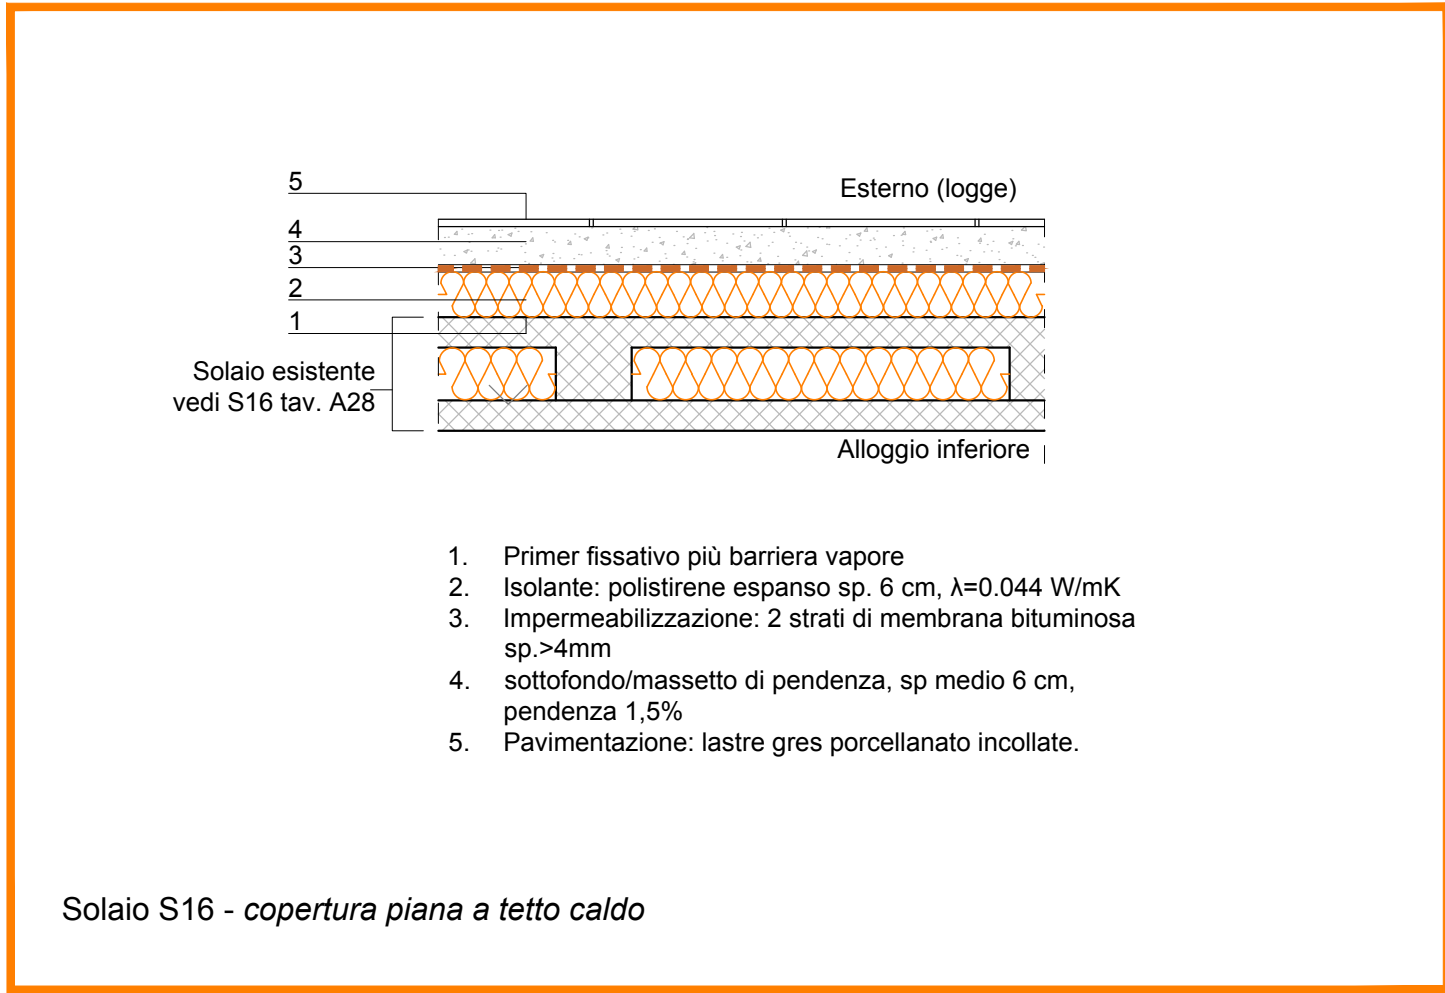 5
Esterno (logge)
4
3
2
1
Solaio esistente
vedi S16 tav. A28
Alloggio inferiore
1. Primer fissativo più barriera vapore
2. Isolante: polistirene espanso sp. 6 cm, λ=0.044 W/mK
3. Impermeabilizzazione: 2 strati di membrana bituminosa
sp.>4mm
4. sottofondo/massetto di pendenza, sp medio 6 cm,
pendenza 1,5%
5. Pavimentazione: lastre gres porcellanato incollate.
Solaio S16 - copertura piana a tetto caldo